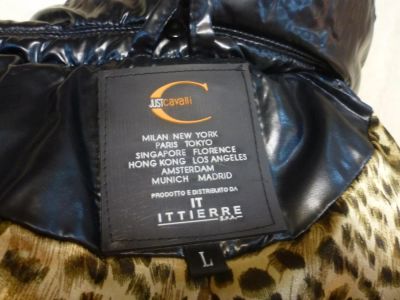 C
JUST cavalli
MILAN NEW YORK
PARIS TOKYO
SINGAPORE FLORENCE
HONG KONG LOS ANGELES
AMSTERDAM
MUNICH MADRID
PRODOTTO E DISTRIBUITO DA
IT
ITTIERRE
S.P.A.
L